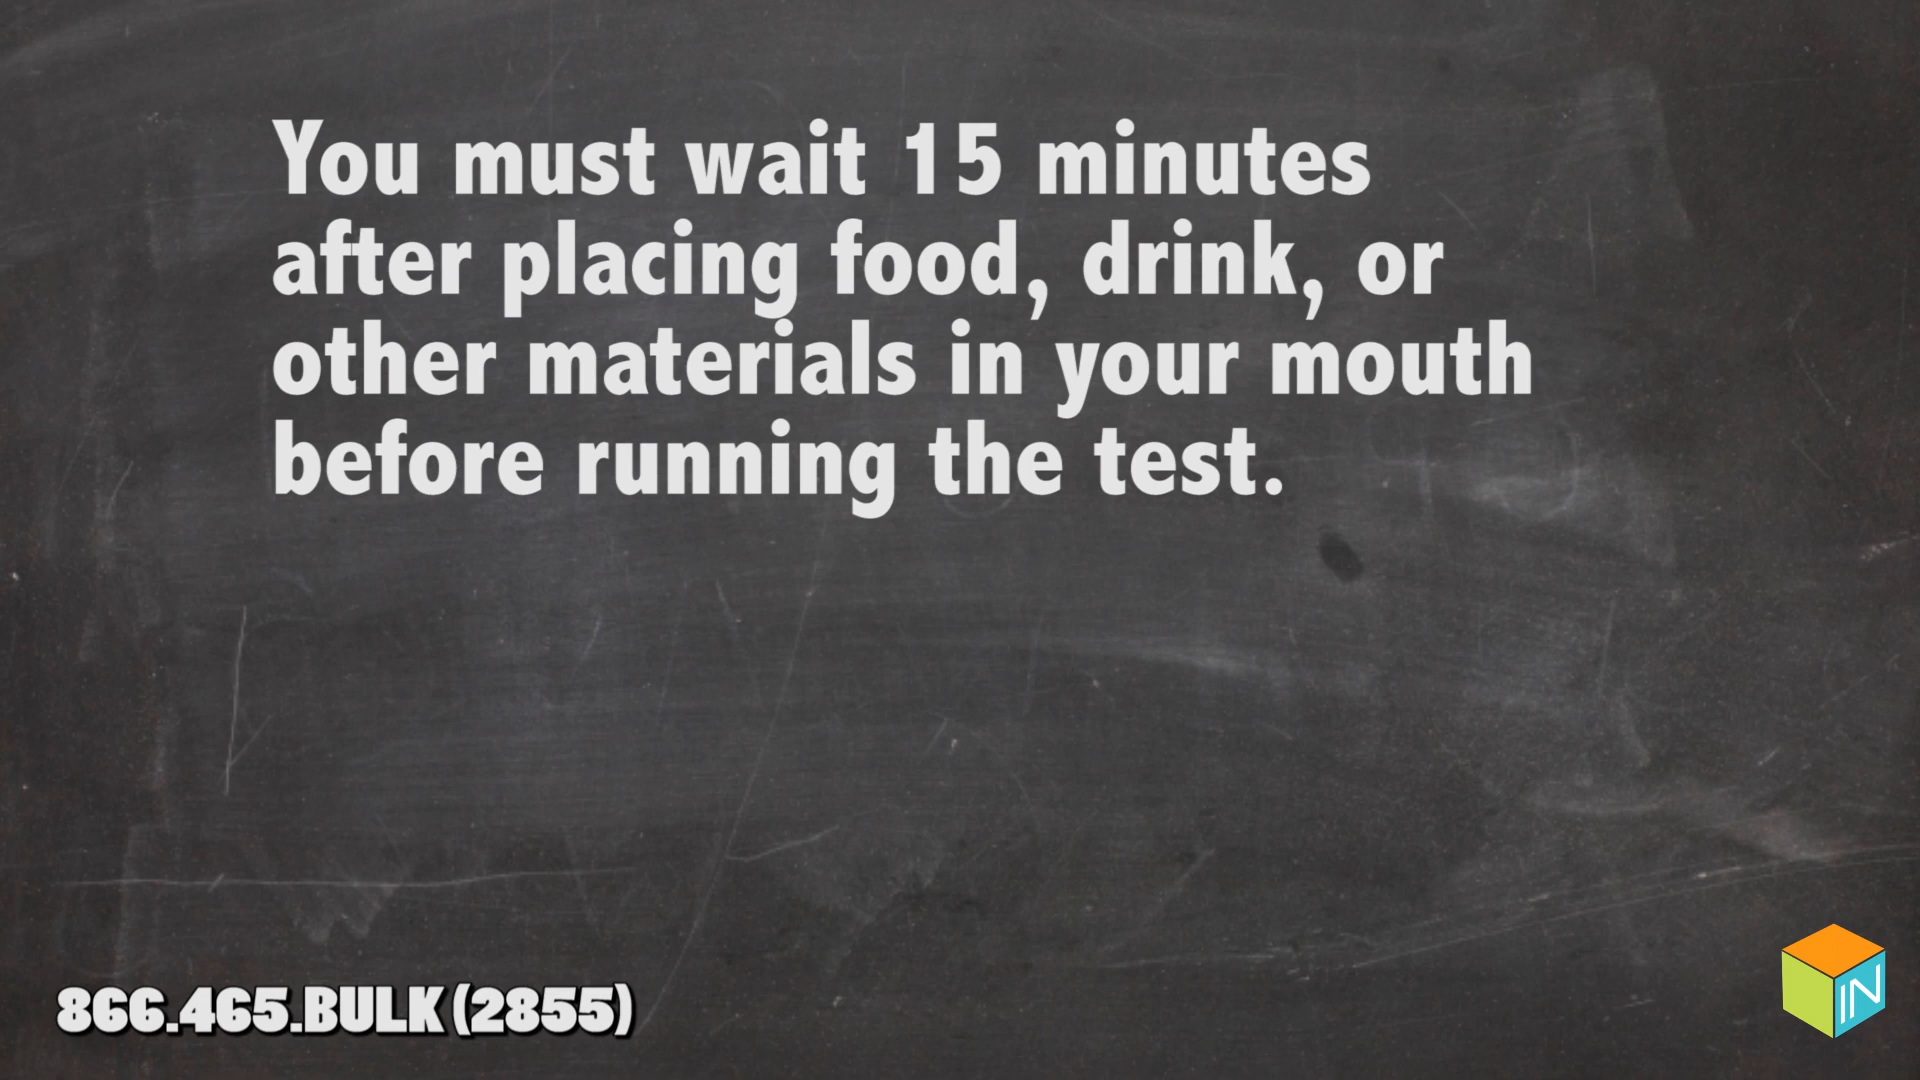 You must wait 15 minutes
after placing food, drink, or
other materials in your mouth
before running the test.
866.465.BULK(2855)
IN